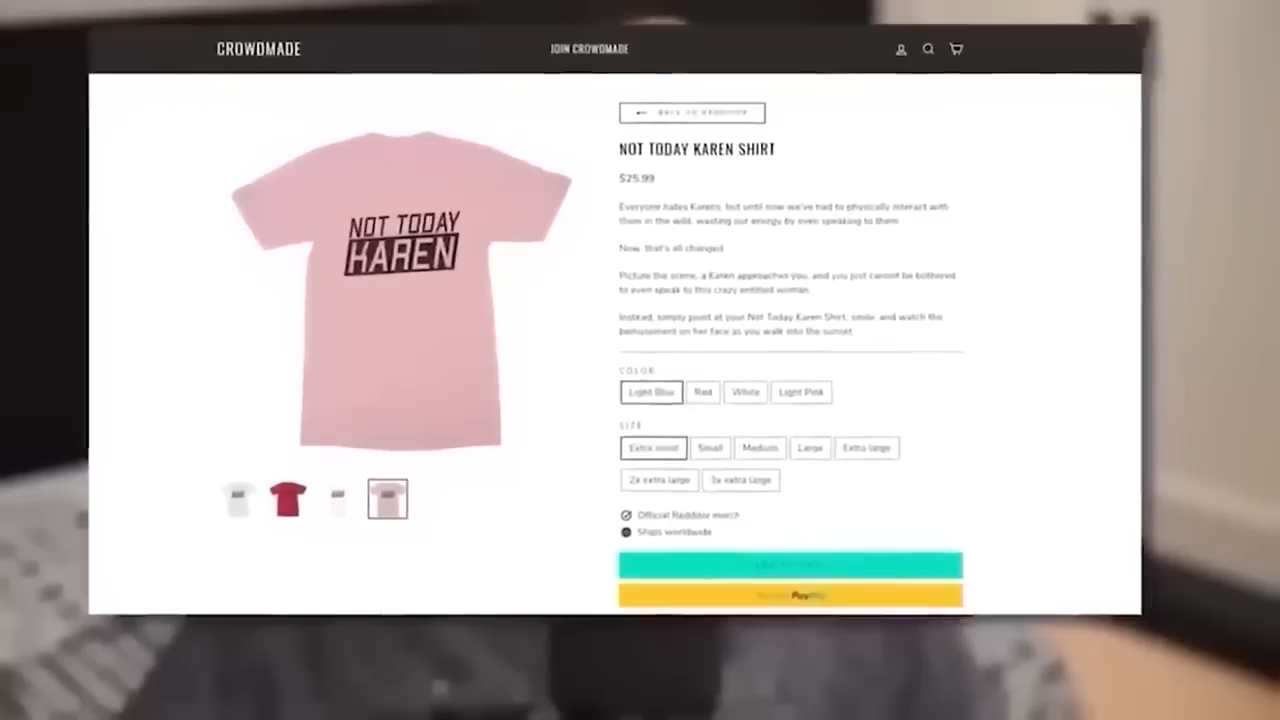 CROWDMADE
JOIN CROWDMADE
NOT TODAY
KAREN
NOT TODAY KAREN SHIRT
$25.99
Everyone hates Karens, but until now we've had to physically interact with
them in the wild, wasting our energy by even speaking to them
Now, that's all changed
Picture the scene, a Karen approaches you, and you just cannot be bothered
to even speak to this crazy entitled woman.
Instead, simply point at your Not Today Karen Shirt, smile, and watch the
bemusement on her face as you walk into the sunset
COLOR
Light Blue
Red
White
Light Pink
SIZE
Extra small
Small
Medium
Large
Extra large
2x extra large
3x extra large
Official Reddoor merch
Ships worldwide
PayPal